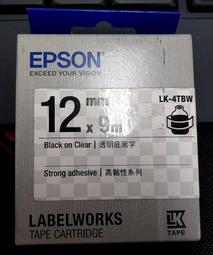 EPSON
EXCEED YOUR VISION
LK-4TBW
12 mm x 9m
Black on Clear | 透明底黑字
Strong adhesive | 高黏性系列
LABELWORKS
TAPE CARTRIDGE
LK
TAPE